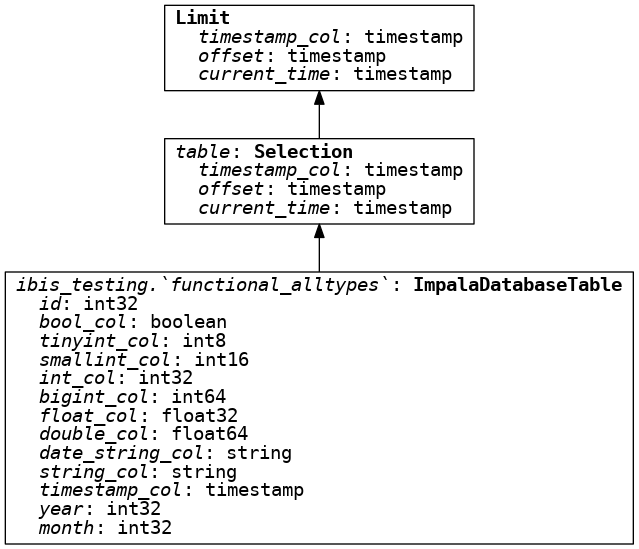 Limit
timestamp_col: timestamp
offset: timestamp
current_time: timestamp
table: Selection
timestamp_col: timestamp
offset: timestamp
current_time: timestamp
ibis_testing.`functional_alltypes`: ImpalaDatabaseTable
id: int32
bool_col: boolean
tinyint_col: int8
smallint_col: int16
int_col: int32
bigint_col: int64
float_col: float32
double_col: float64
date_string_col: string
string_col: string
timestamp_col: timestamp
year: int32
month: int32